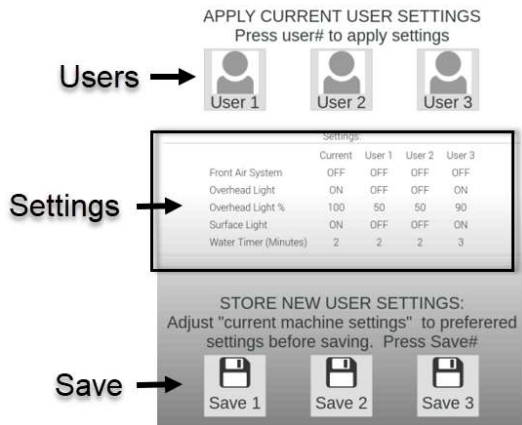 APPLY CURRENT USER SETTINGS
Press user# to apply settings
Users
User 1 User 2 User 3
Settings:
Current User 1 User 2 User 3
Front Air System OFF OFF OFF OFF
Overhead Light ON OFF OFF ON
Overhead Light % 100 50 50 90
Surface Light ON OFF OFF ON
Water Timer (Minutes) 2 2 2 3
Settings
STORE NEW USER SETTINGS:
Adjust "current machine settings" to preferered
settings before saving. Press Save#
Save
Save 1 Save 2 Save 3